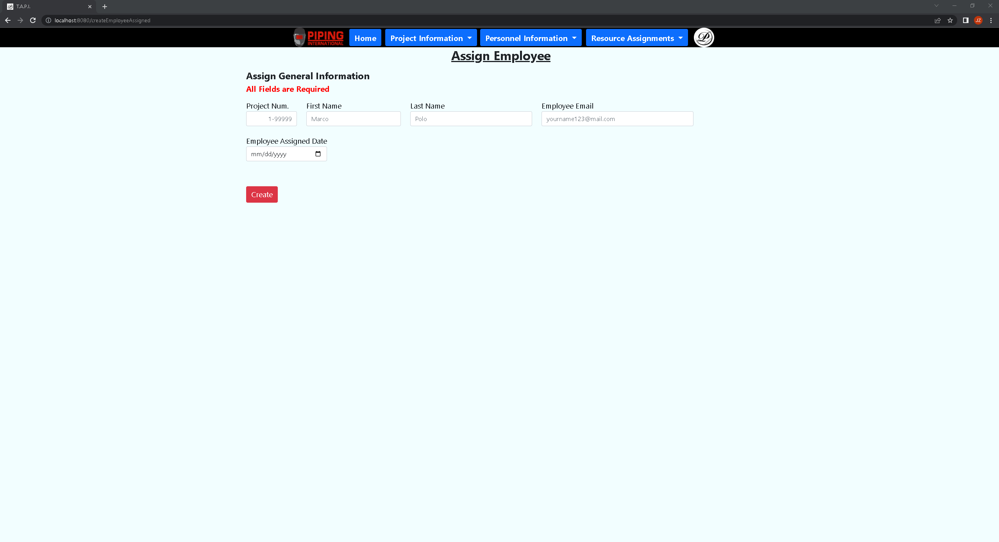 T.A.P.I.
localhost:8080/createEmployeeAssigned
JZ
PIPING
INTERNATIONAL
Home
Project Information
Personnel Information
Resource Assignments
P
Assign Employee
Assign General Information
All Fields are Required
Project Num. First Name Last Name Employee Email
1-99999 Marco Polo yourname123@mail.com
Employee Assigned Date
mm/dd/yyyy
Create